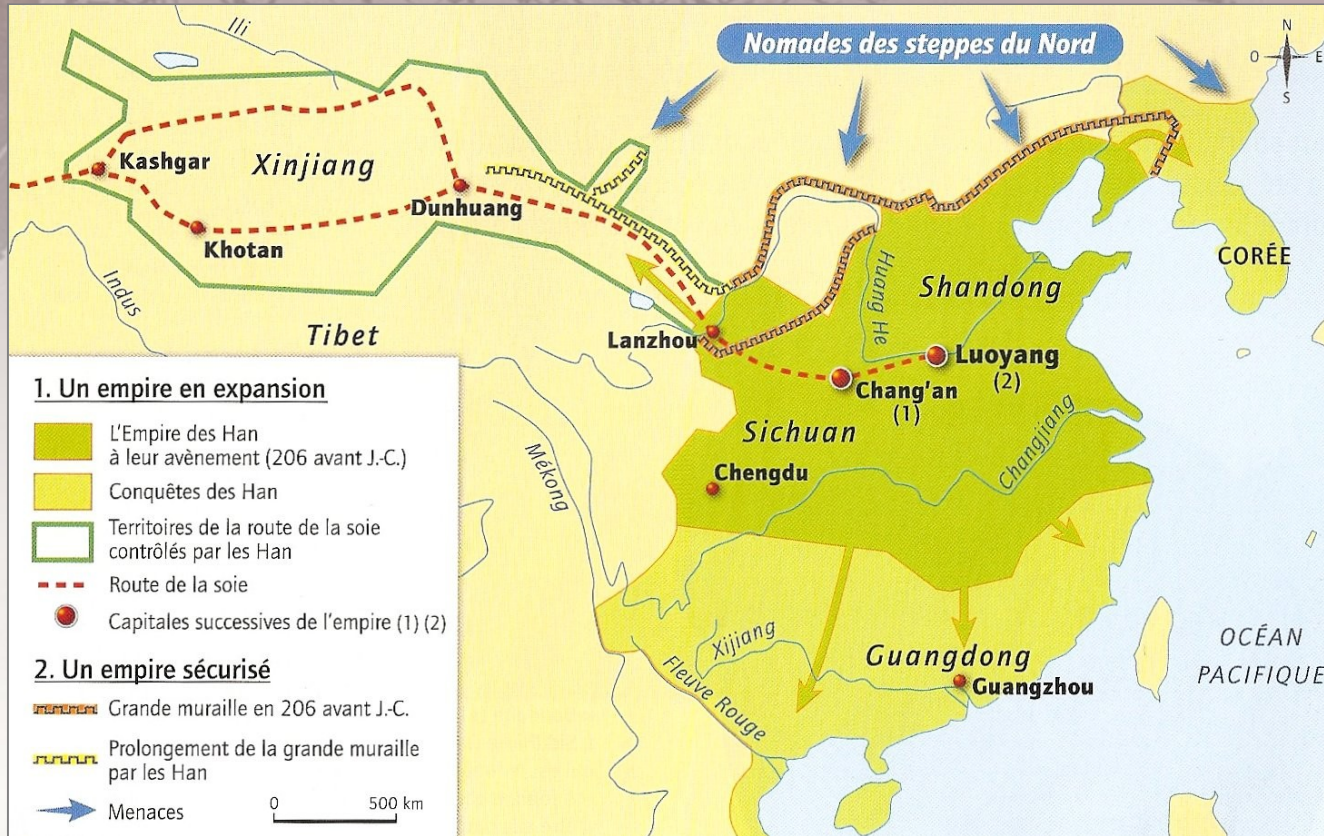 Ili
Nomades des steppes du Nord
N
O
E
S
Kashgar
Xinjiang
Dunhuang
Khotan
Indus
Tibet
Lanzhou
Huang He
Shandong
CORÉE
Luoyang
(2)
Chang'an
(1)
Sichuan
Chengdu
Changjiang
Mékong
Xijiang
Guangdong
Guangzhou
Fleuve Rouge
OCÉAN
PACIFIQUE
1. Un empire en expansion
L'Empire des Han
à leur avènement (206 avant J.-C.)
Conquêtes des Han
Territoires de la route de la soie
contrôlés par les Han
Route de la soie
Capitales successives de l'empire (1) (2)
2. Un empire sécurisé
Grande muraille en 206 avant J.-C.
Prolongement de la grande muraille
par les Han
Menaces
0 500 km